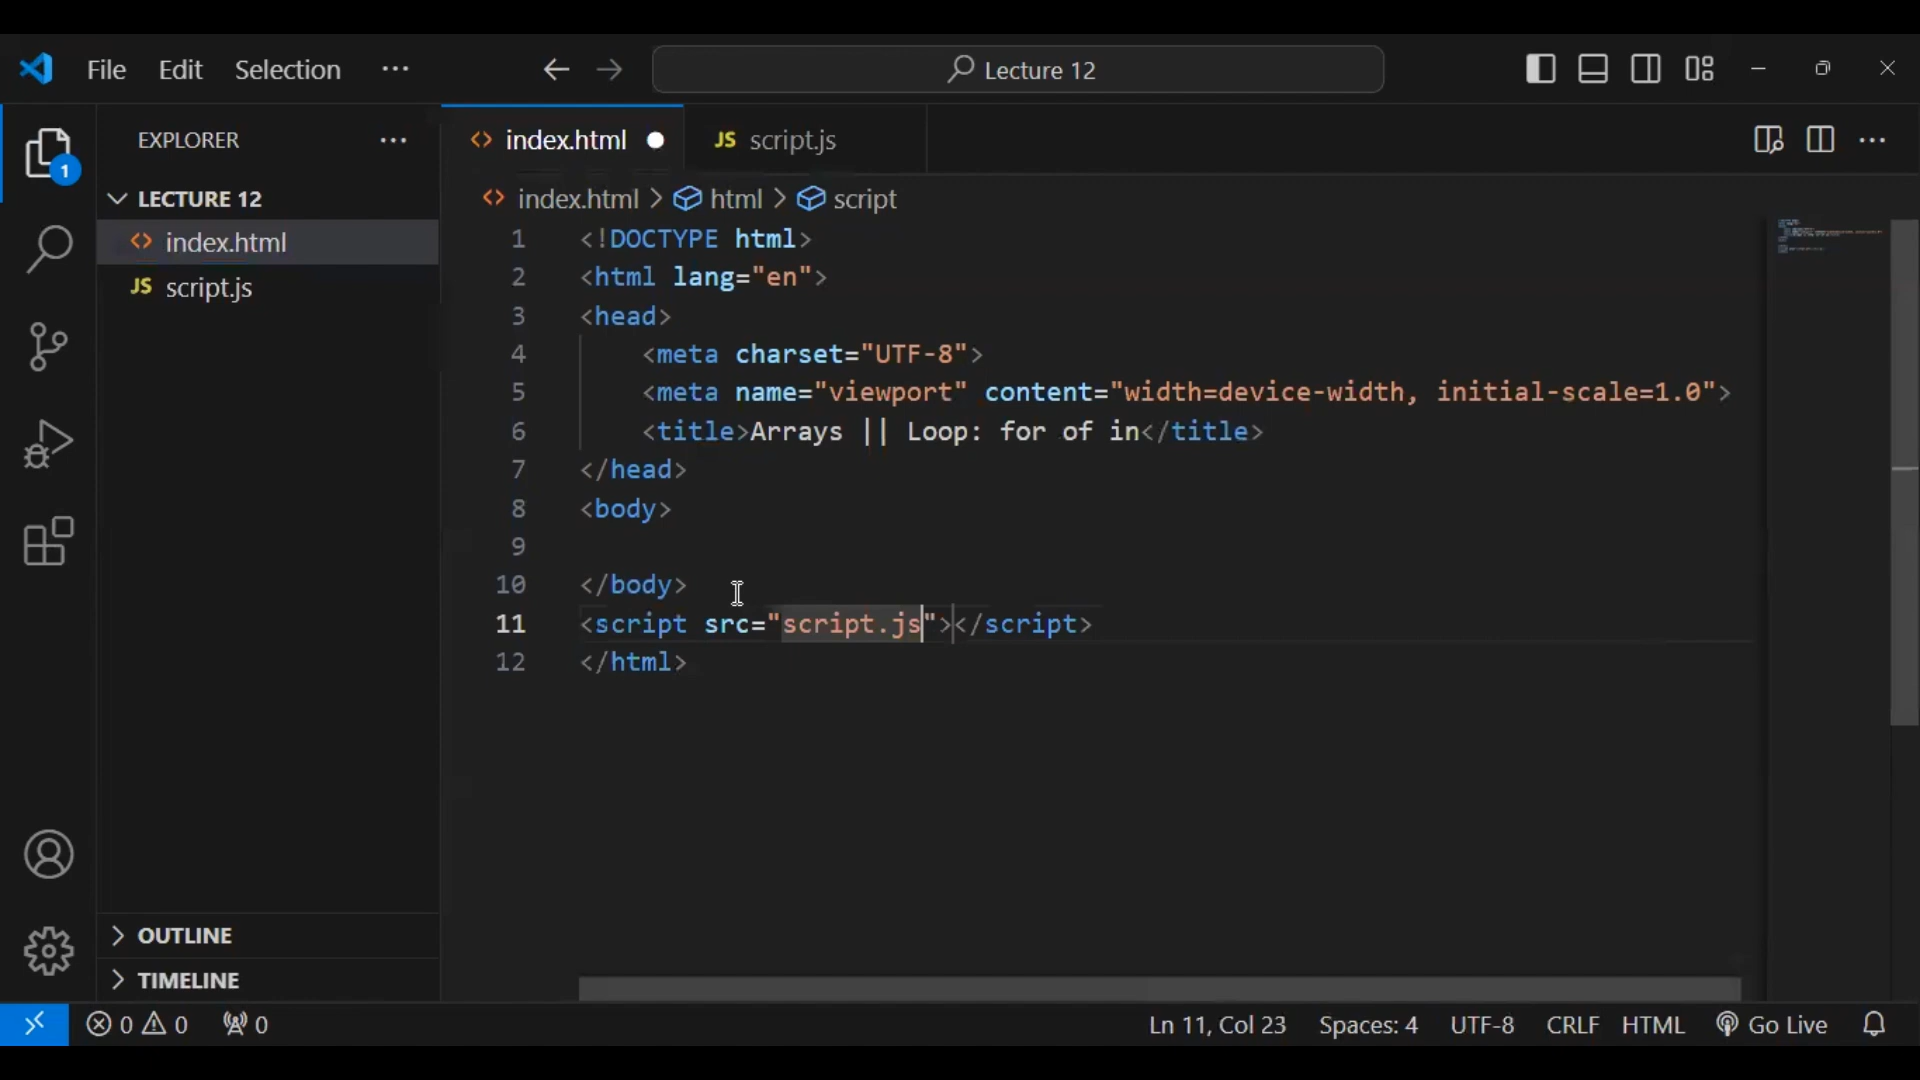 File Edit Selection ··· Lecture 12
EXPLORER ···
1
LECTURE 12
index.html
JS script.js
OUTLINE
TIMELINE
index.html JS script.js ···
index.html > html > script
1 <!DOCTYPE html>
2 <html lang="en">
3 <head>
4 <meta charset="UTF-8">
5 <meta name="viewport" content="width=device-width, initial-scale=1.0">
6 <title>Arrays || Loop: for of in</title>
7 </head>
8 <body>
9
10 </body>
11 <script src="script.js"></script>
12 </html>
0 0 0 Ln 11, Col 23 Spaces: 4 UTF-8 CRLF HTML Go Live